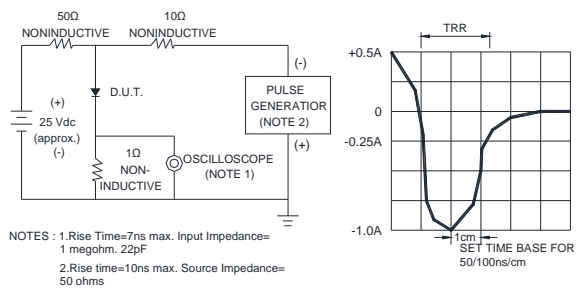 50Ω
NONINDUCTIVE
10Ω
NONINDUCTIVE
(+)
25 Vdc
(approx.)
(-)
D.U.T.
1Ω
NON-
INDUCTIVE
OSCILLOSCOPE
(NOTE 1)
(-)
PULSE
GENERATIOR
(NOTE 2)
(+)
TRR
+0.5A
0
-0.25A
-1.0A
1cm
SET TIME BASE FOR
50/100ns/cm
NOTES : 1.Rise Time=7ns max. Input Impedance=
1 megohm. 22pF
2.Rise time=10ns max. Source Impedance=
50 ohms